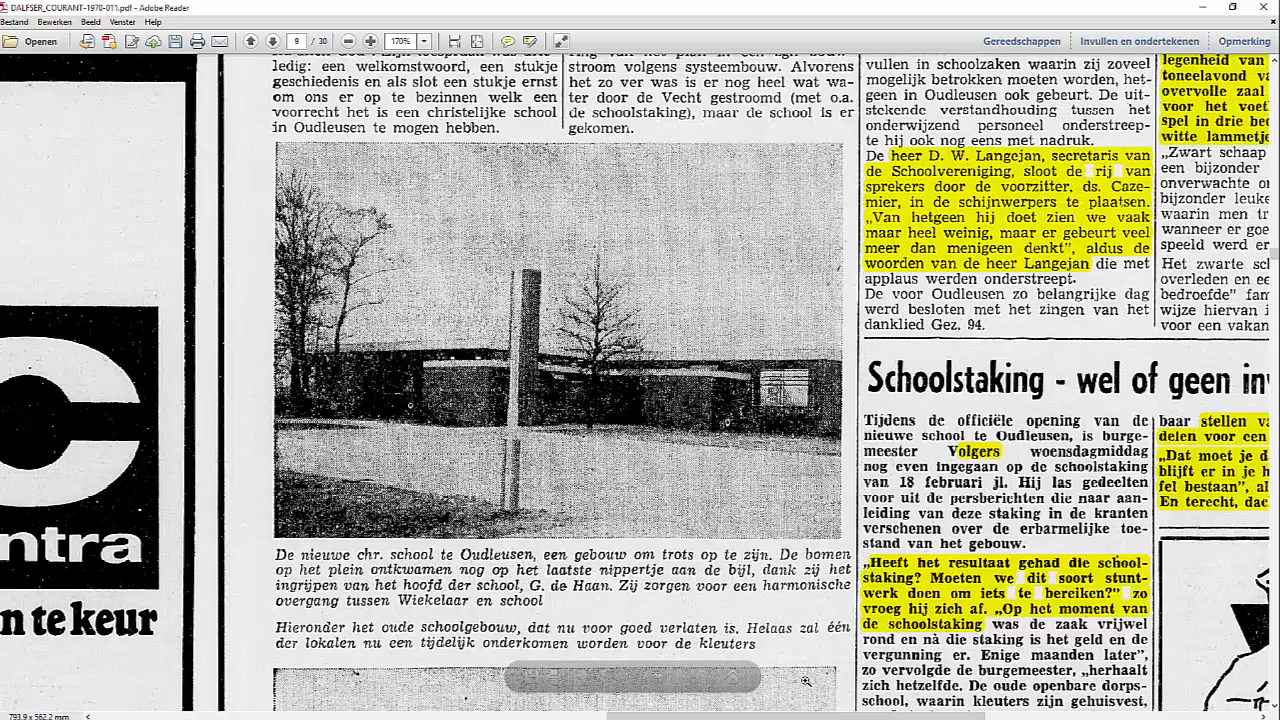 DALFSER_COURANT-1970-011.pdf - Adobe Reader
Bestand Bewerken Beeld Venster Help
Openen 9 / 30 170% Gereedschappen Invullen en ondertekenen Opmerking
ledig: een welkomstwoord, een stukje
geschiedenis en als slot een stukje ernst
om ons er op te bezinnen welk een
voorrecht het is een christelijke school
in Oudleusen te mogen hebben.
stroom volgens systeembouw. Alvorens
het zo ver was is er nog heel wat wa-
ter door de Vecht gestroomd (met o.a.
de schoolstaking), maar de school is er
gekomen.
De nieuwe chr. school te Oudleusen, een gebouw om trots op te zijn. De bomen
op het plein ontkwamen nog op het laatste nippertje aan de bijl, dank zij het
ingrijpen van het hoofd der school, G. de Haan. Zij zorgen voor een harmonische
overgang tussen Wiekelaar en school
Hieronder het oude schoolgebouw, dat nu voor goed verlaten is. Helaas zal één
der lokalen nu een tijdelijk onderkomen worden voor de kleuters
vullen in schoolzaken waarin zij zoveel
mogelijk betrokken moeten worden, het-
geen in Oudleusen ook gebeurt. De uit-
stekende verstandhouding tussen het
onderwijzend personeel onderstreep-
te hij ook nog eens met nadruk.
De heer D. W. Langejan, secretaris van
de Schoolvereniging, sloot de rij van
sprekers door de voorzitter, ds. Caze-
mier, in de schijnwerpers te plaatsen.
„Van hetgeen hij doet zien we vaak
maar heel weinig, maar er gebeurt veel
meer dan menigeen denkt”, aldus de
woorden van de heer Langejan die met
applaus werden onderstreept.
De voor Oudleusen zo belangrijke dag
werd besloten met het zingen van het
danklied Gez. 94.
legenheid van
toneelavond va
overvolle zaal
voor het voet
spel in drie be
witte lammetje
„Zwart schaap
een bijzonder
onverwachte o
bijzonder leuke
waarin men tr
wanneer er goe
speeld werd er
Het zwarte sc
overleden en ee
bedroefde” fam
wijze hiervan i
voor een vakan
Schoolstaking - wel of geen in
Tijdens de officiële opening van de
nieuwe school te Oudleusen, is burge-
meester Volgers woensdagmiddag
nog even ingegaan op de schoolstaking
van 18 februari jl. Hij las gedeelten
voor uit de persberichten die naar aan-
leiding van deze staking in de kranten
verschenen over de erbarmelijke toe-
stand van het gebouw.
„Heeft het resultaat gehad die school-
staking? Moeten we dit soort stunt-
werk doen om iets te bereiken?” zo
vroeg hij zich af. „Op het moment van
de schoolstaking was de zaak vrijwel
rond en nà die staking is het geld en de
vergunning er. Enige maanden later”,
zo vervolgde de burgemeester, „herhaalt
zich hetzelfde. De oude openbare dorps-
school, waarin kleuters zijn gehuisvest,
baar stellen va
delen voor een
„Dat moet je d
blijft er in je h
fel bestaan”, al
En terecht, dac
ntra
n te keur
793,9 x 562,2 mm